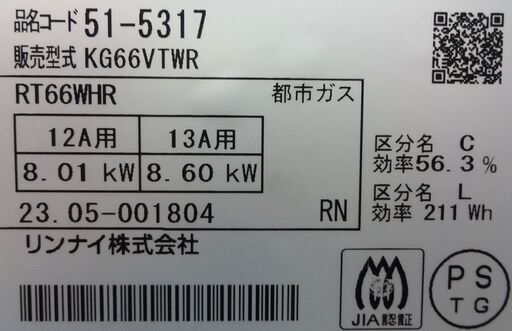 品名コード 51-5317
販売型式 KG66VTWR
RT66WHR 都市ガス
12A用 13A用
8.01 kW 8.60 kW
区分名 C
効率56.3 %
区分名 L
効率 211 Wh
23.05-001804 RN
リンナイ株式会社
JIA認証
PS
TG